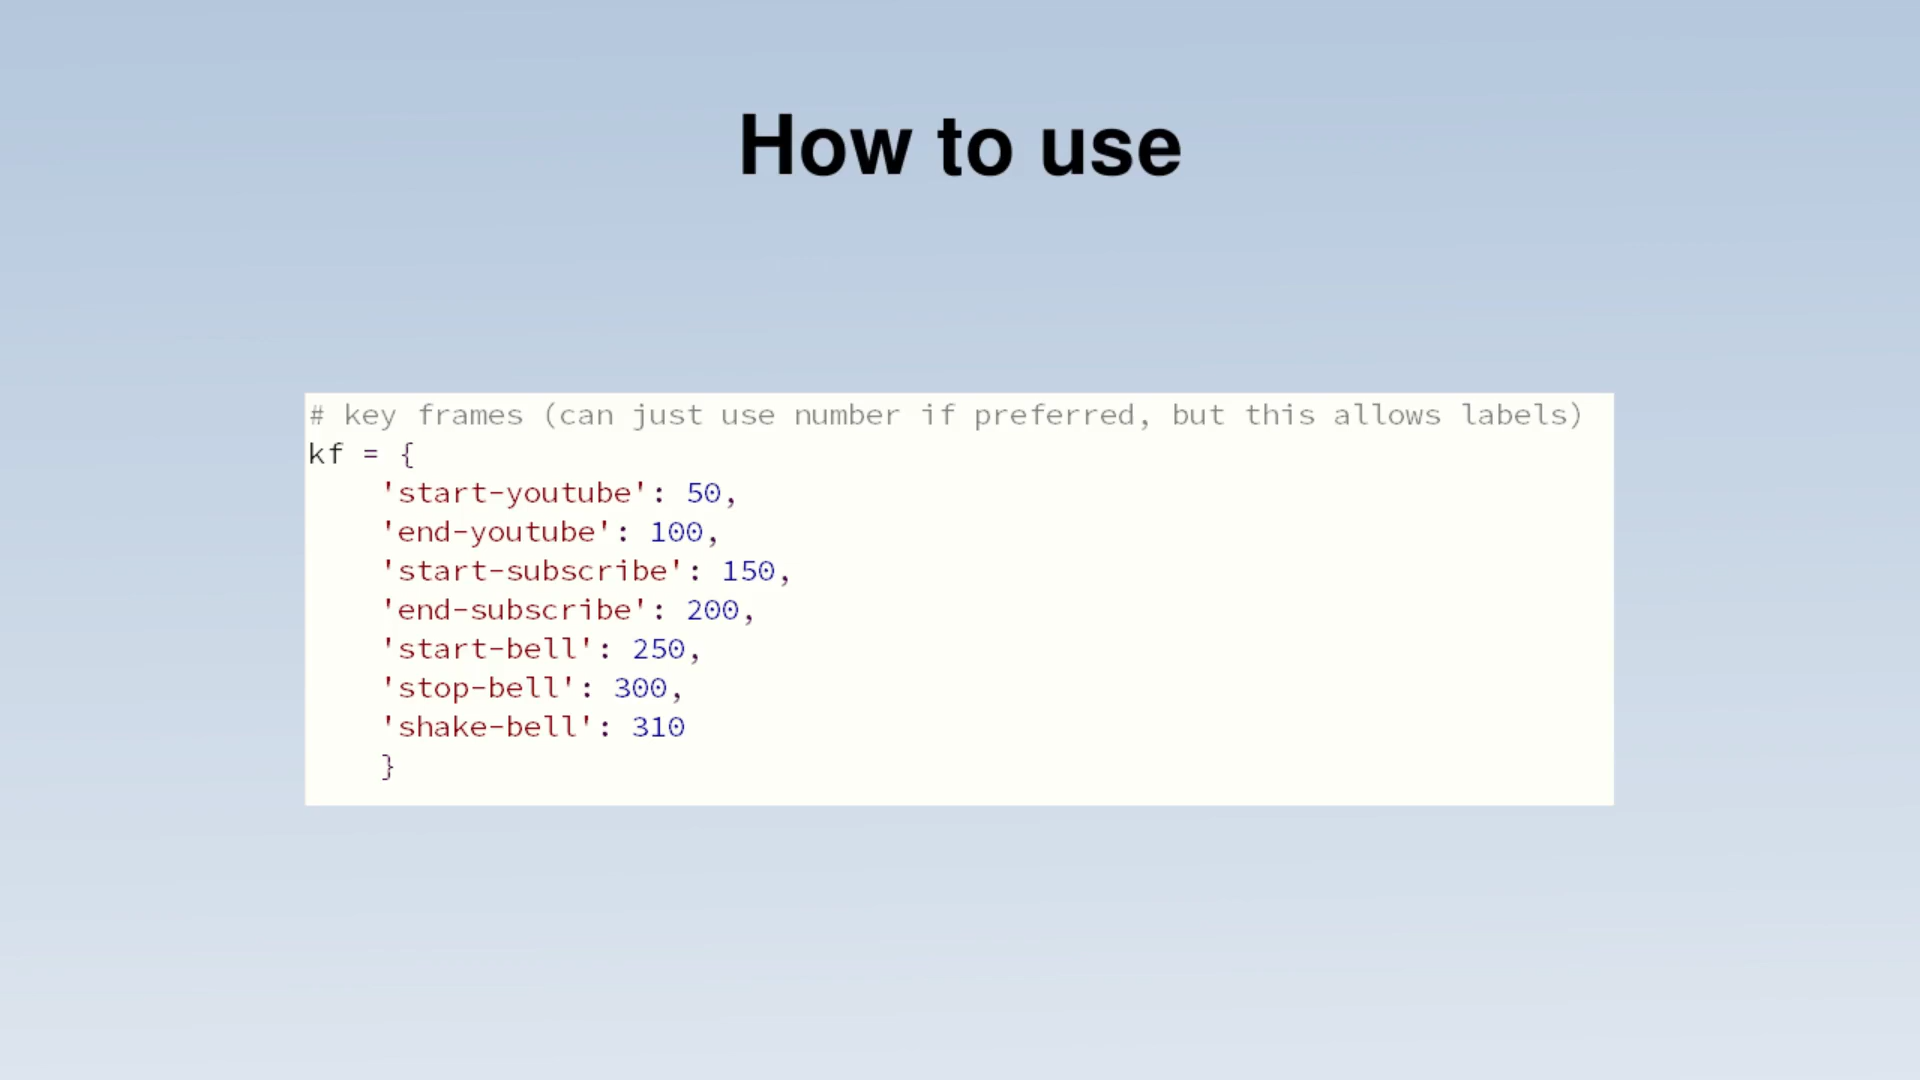 How to use
# key frames (can just use number if preferred, but this allows labels)
kf = {
    'start-youtube': 50,
    'end-youtube': 100,
    'start-subscribe': 150,
    'end-subscribe': 200,
    'start-bell': 250,
    'stop-bell': 300,
    'shake-bell': 310
    }